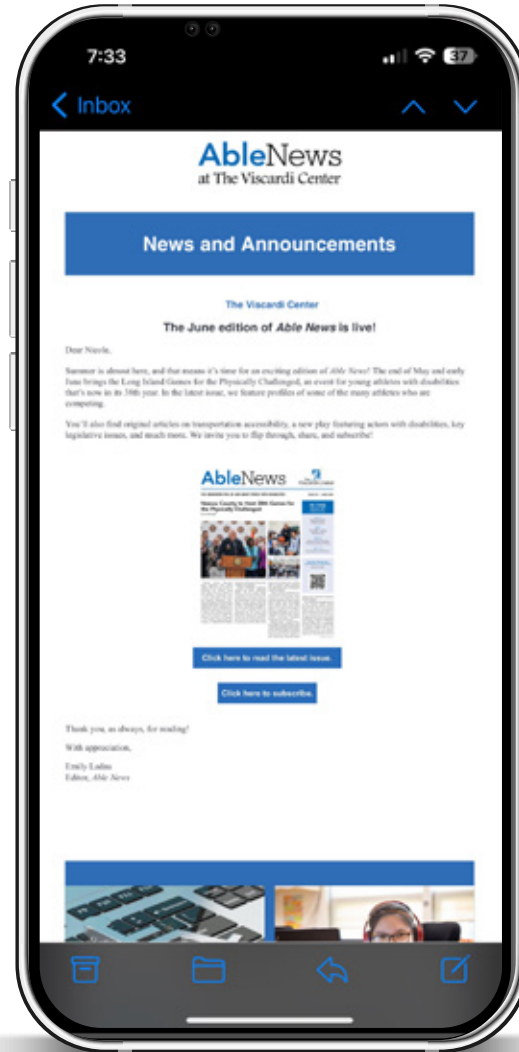 7:33
37
Inbox
AbleNews
at The Viscardi Center
News and Announcements
The Viscardi Center
The June edition of Able News is live!
Dear Nicole,
Summer is almost here, and that means it's time for an exciting edition of Able News! The end of May and early
June brings the Long Island Games for the Physically Challenged, an event for young athletes with disabilities
that's now in its 38th year. In the latest issue, we feature profiles of some of the many athletes who are
competing.
You'll also find original articles on transportation accessibility, a new play featuring actors with disabilities, key
legislative issues, and much more. We invite you to flip through, share, and subscribe!
AbleNews
Nassau County to Host 38th Games for
the Physically Challenged
Click here to read the latest issue.
Click here to subscribe.
Thank you, as always, for reading!
With appreciation,
Emily Ladau
Editor, Able News